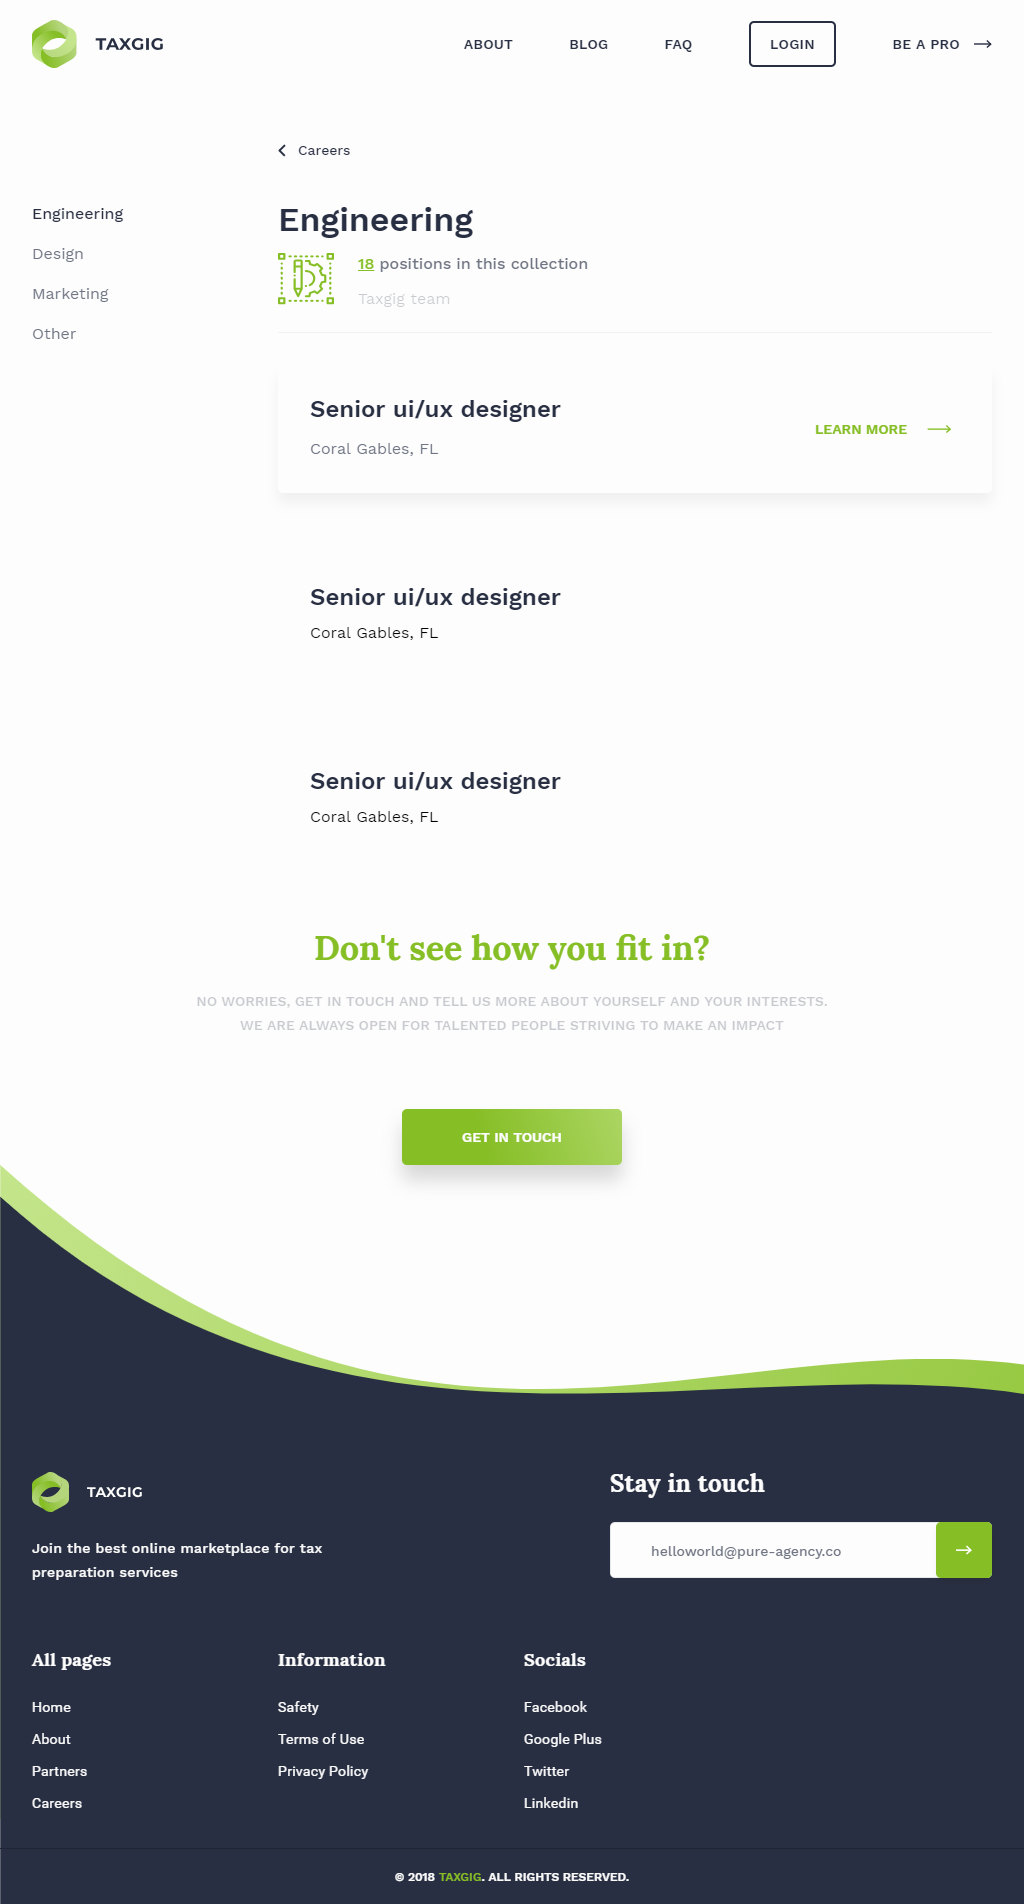 TAXGIG
ABOUT
BLOG
FAQ
LOGIN
BE A PRO
Careers
Engineering
Design
Marketing
Other
Engineering
18 positions in this collection
Taxgig team
Senior ui/ux designer
Coral Gables, FL
LEARN MORE
Senior ui/ux designer
Coral Gables, FL
Senior ui/ux designer
Coral Gables, FL
Don't see how you fit in?
NO WORRIES, GET IN TOUCH AND TELL US MORE ABOUT YOURSELF AND YOUR INTERESTS.
WE ARE ALWAYS OPEN FOR TALENTED PEOPLE STRIVING TO MAKE AN IMPACT
GET IN TOUCH
TAXGIG
Join the best online marketplace for tax
preparation services
Stay in touch
helloworld@pure-agency.co
All pages
Home
About
Partners
Careers
Information
Safety
Terms of Use
Privacy Policy
Socials
Facebook
Google Plus
Twitter
Linkedin
© 2018 TAXGIG. ALL RIGHTS RESERVED.